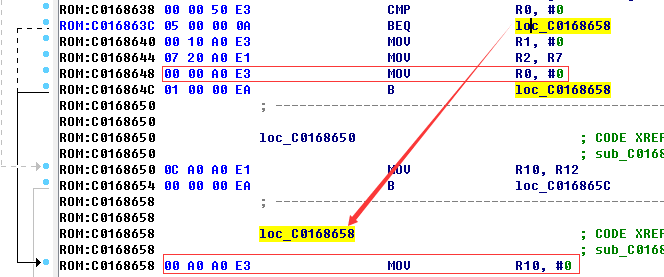 ROM:C0168638 00 00 50 E3 CMP R0, #0
ROM:C016863C 05 00 00 0A BEQ loc_C0168658
ROM:C0168640 00 10 A0 E3 MOV R1, #0
ROM:C0168644 07 20 A0 E1 MOV R2, R7
ROM:C0168648 00 00 A0 E3 MOV R0, #0
ROM:C016864C 01 00 00 EA B loc_C0168658
ROM:C0168650 ; ---------------------------------------
ROM:C0168650
ROM:C0168650 loc_C0168650 ; CODE XREF
ROM:C0168650 ; sub_C0168
ROM:C0168650 0C A0 A0 E1 MOV R10, R12
ROM:C0168654 00 00 00 EA B loc_C016865C
ROM:C0168658 ; ---------------------------------------
ROM:C0168658
ROM:C0168658 loc_C0168658 ; CODE XREF
ROM:C0168658 ; sub_C0168
ROM:C0168658 00 A0 A0 E3 MOV R10, #0